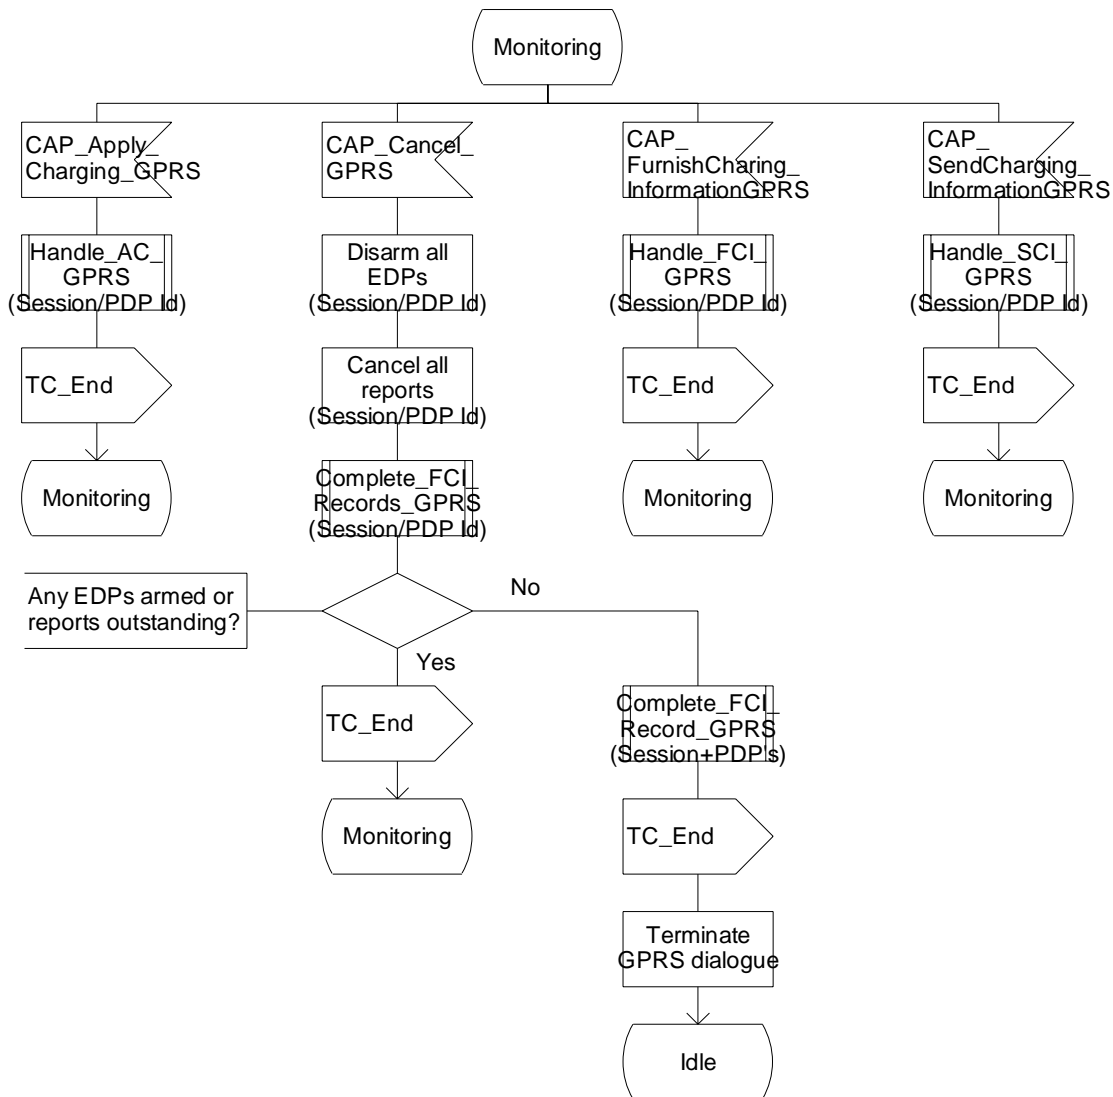 Monitoring
CAP_Apply_
Charging_GPRS
CAP_Cancel_
GPRS
CAP_
FurnishCharing_
InformationGPRS
CAP_
SendCharging_
InformationGPRS
Handle_AC_
GPRS
(Session/PDP Id)
Disarm all
EDPs
(Session/PDP Id)
Handle_FCI_
GPRS
(Session/PDP Id)
Handle_SCI_
GPRS
(Session/PDP Id)
TC_End
Cancel all
reports
(Session/PDP Id)
TC_End
TC_End
Monitoring
Complete_FCI_
Records_GPRS
(Session/PDP Id)
Monitoring
Monitoring
Any EDPs armed or
reports outstanding?
No
Yes
TC_End
Complete_FCI_
Record_GPRS
(Session+PDP's)
Monitoring
TC_End
Terminate
GPRS dialogue
Idle